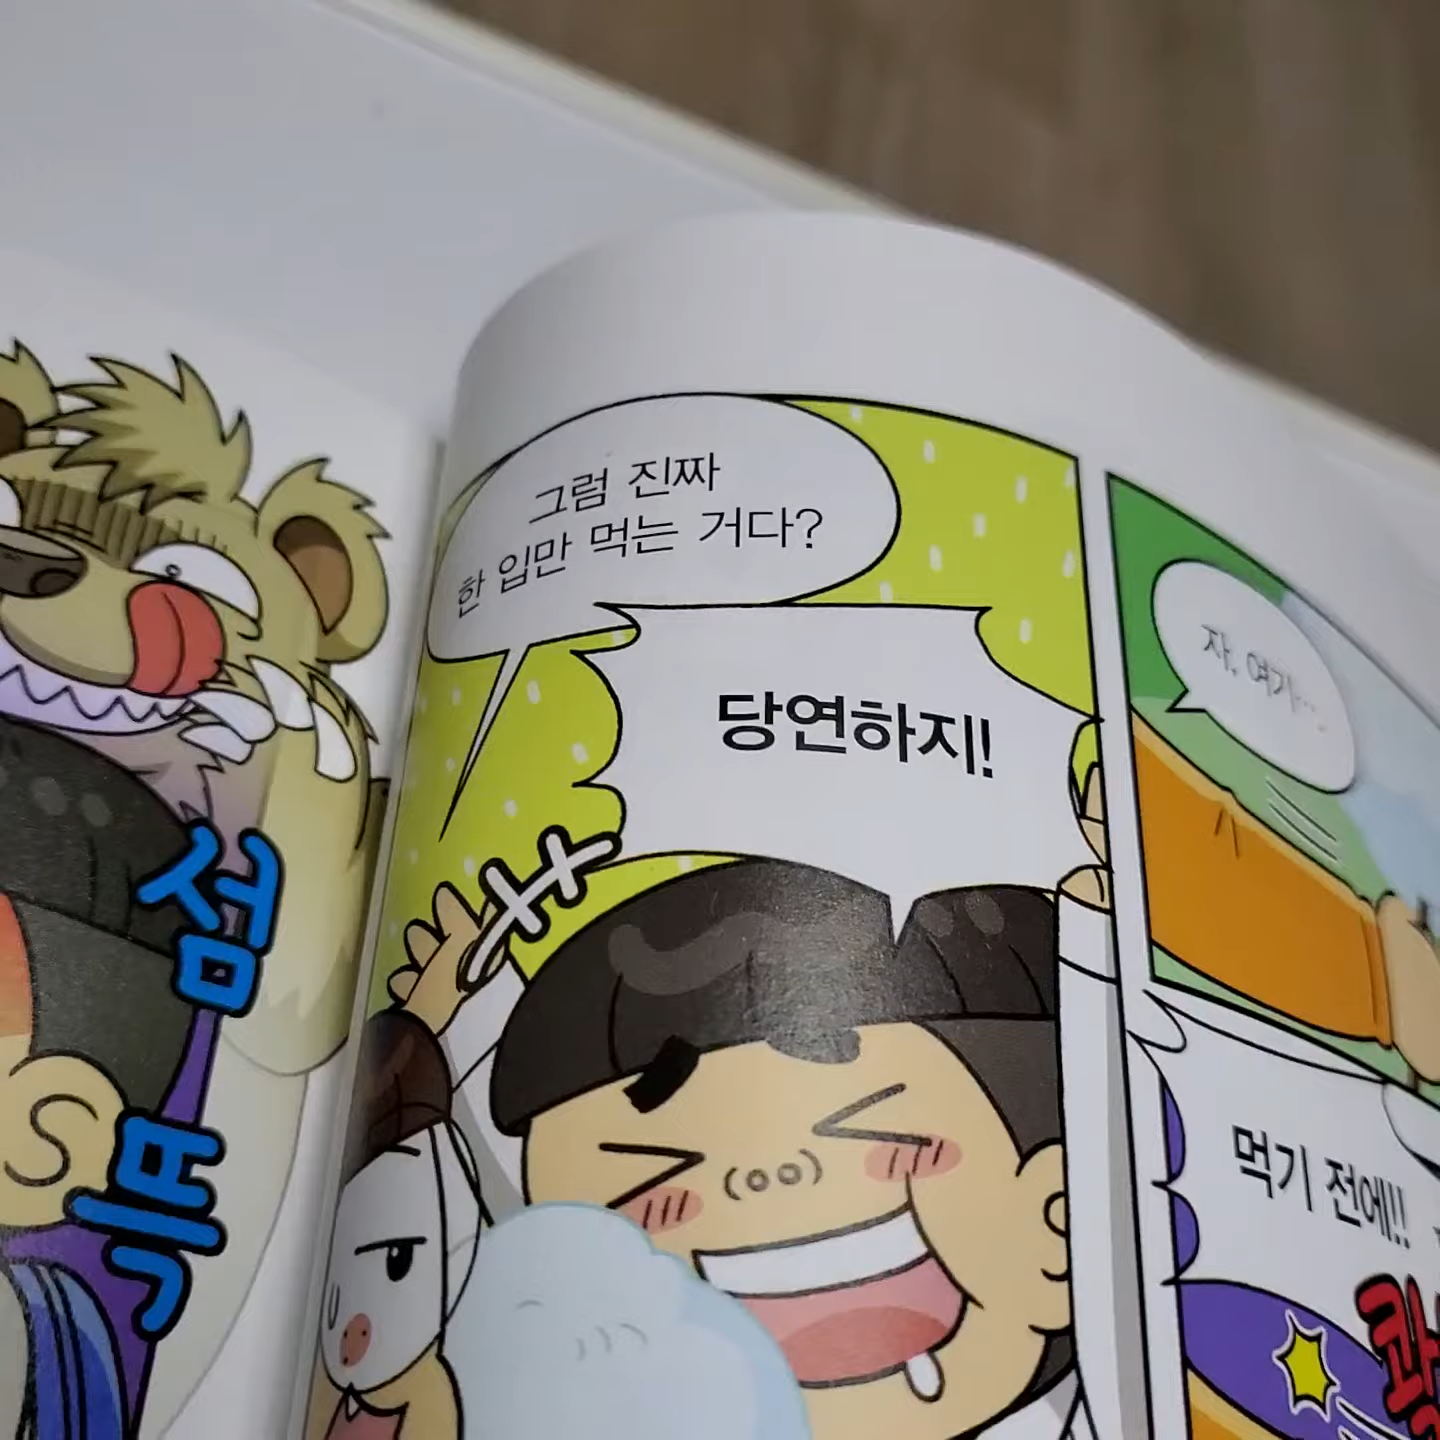 섬
뜩
그럼 진짜
한 입만 먹는 거다?
당연하지!
자, 여기….
먹기 전에!!